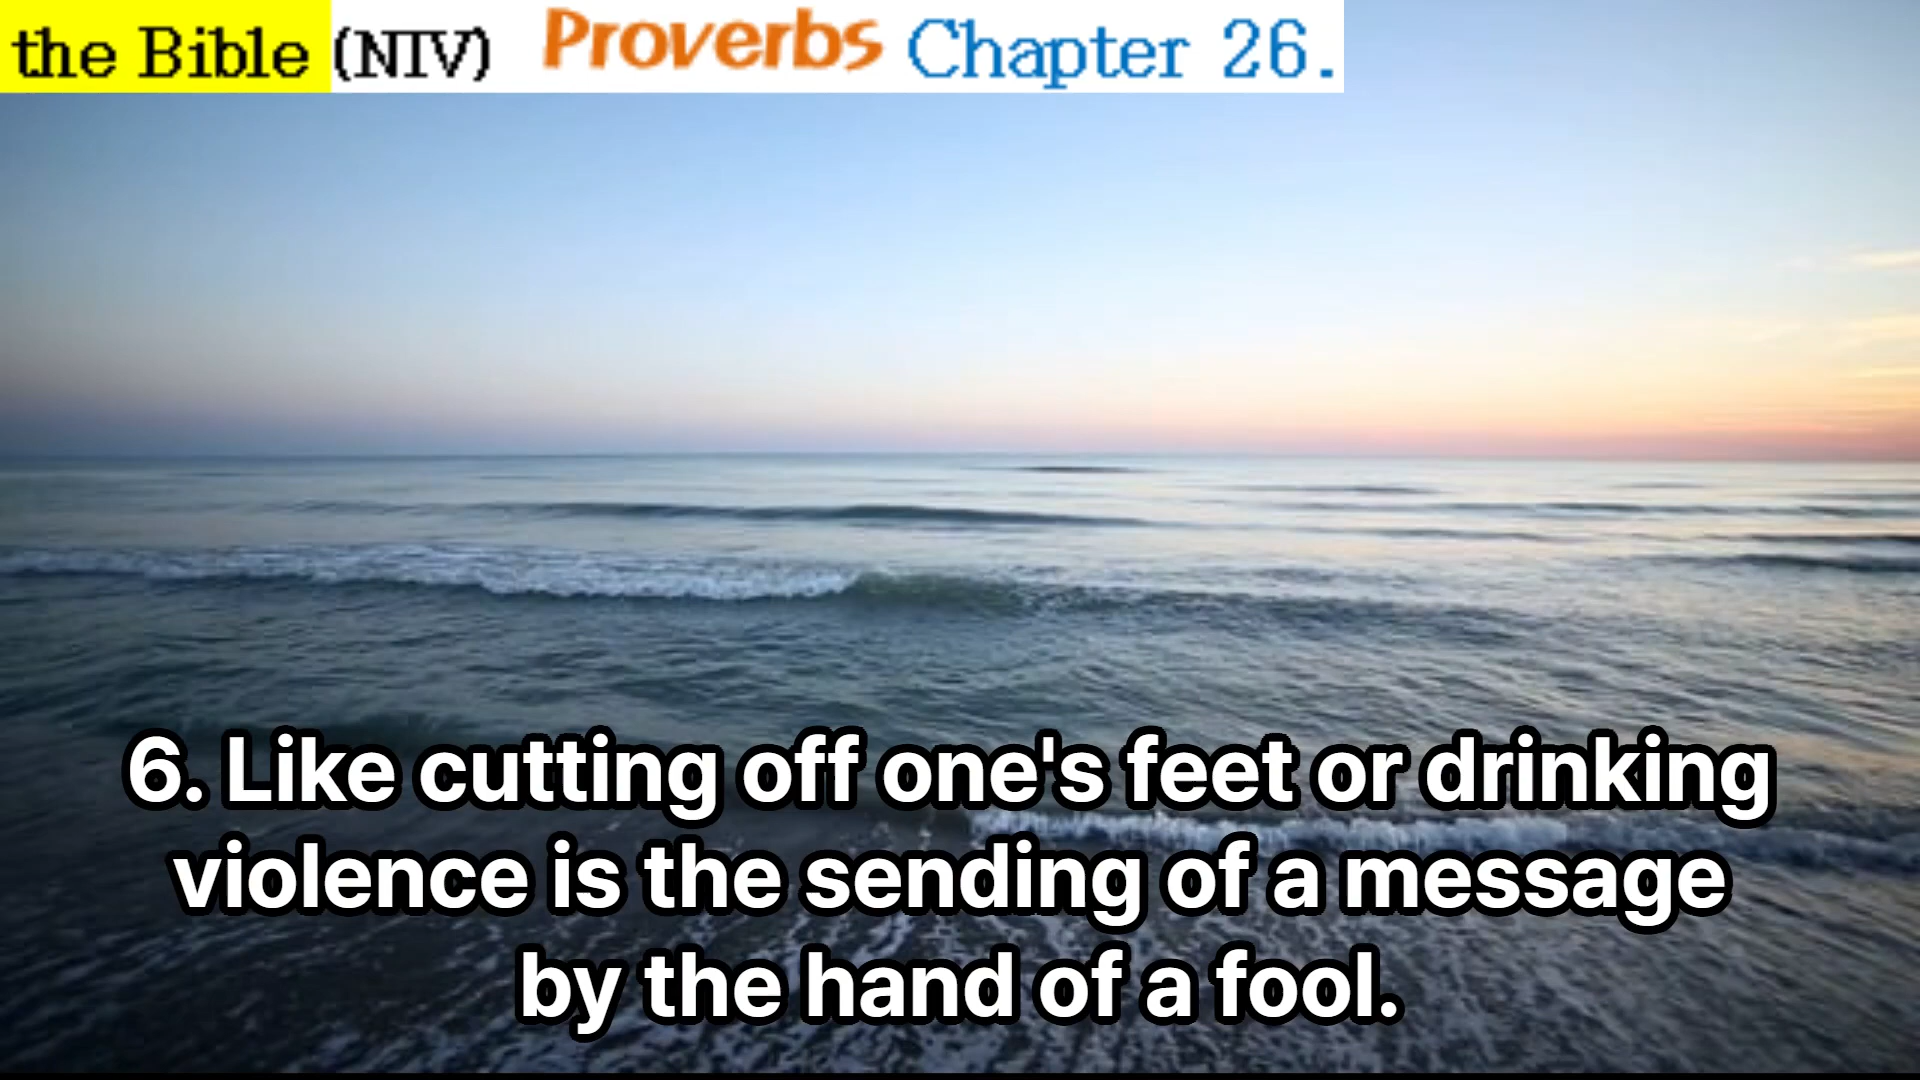 the Bible (NIV) Proverbs Chapter 26.
6. Like cutting off one's feet or drinking
violence is the sending of a message
by the hand of a fool.